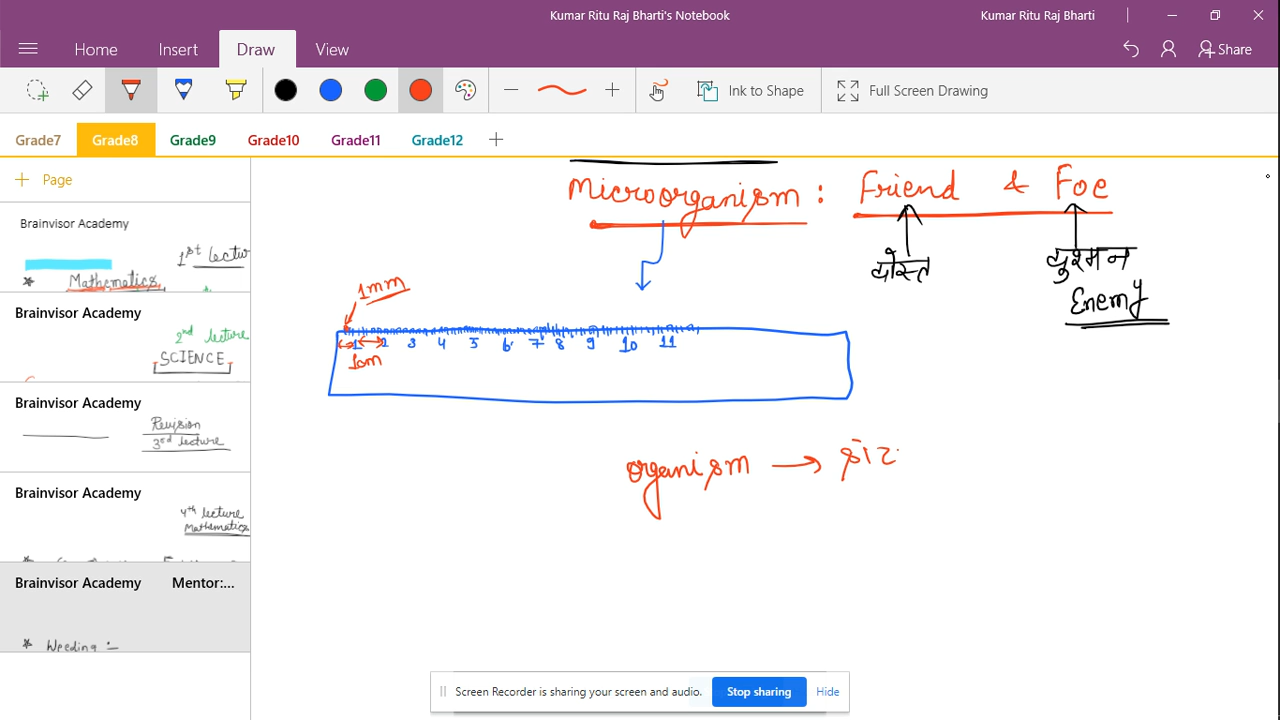 Kumar Ritu Raj Bharti's Notebook
Kumar Ritu Raj Bharti
Home Insert Draw View
Share
Ink to Shape
Full Screen Drawing
Grade7 Grade8 Grade9 Grade10 Grade11 Grade12
Page
Brainvisor Academy
1st lectur
* Mathematics
Brainvisor Academy
2nd lecture
SCIENCE
Brainvisor Academy
Revision
3rd lecture
Brainvisor Academy
4th lecture
Mathematics
Brainvisor Academy Mentor:...
* Weeding :-
Microorganism : Friend & Foe
दोस्त
दुश्मन
Enemy
1mm
1 2 3 4 5 6 7 8 9 10 11
1cm
organism → siz
Screen Recorder is sharing your screen and audio.
Stop sharing
Hide